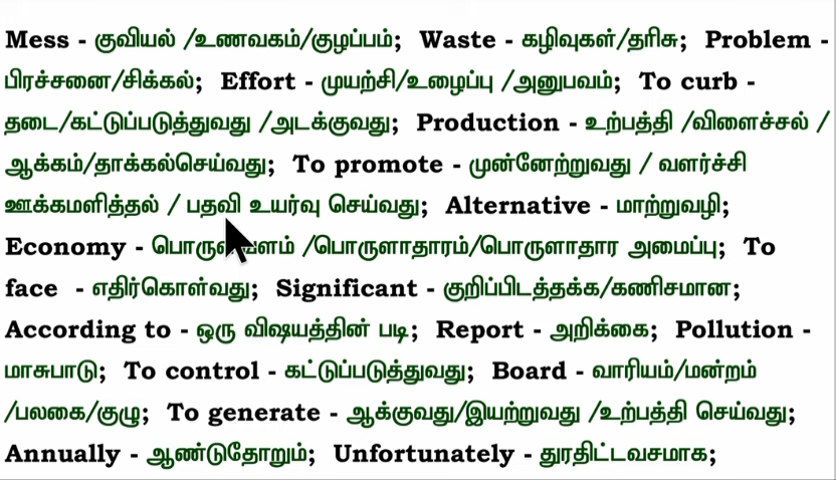 Mess - குவியல் /உணவகம்/குழப்பம்; Waste - கழிவுகள்/தரிசு; Problem -
பிரச்சனை/சிக்கல்; Effort - முயற்சி/உழைப்பு /அனுபவம்; To curb -
தடை/கட்டுப்படுத்துவது /அடக்குவது; Production - உற்பத்தி /விளைச்சல் /
ஆக்கம்/தாக்கல்செய்வது; To promote - முன்னேற்றுவது / வளர்ச்சி
ஊக்கமளித்தல் / பதவி உயர்வு செய்வது; Alternative - மாற்றுவழி;
Economy - /பொருளாதாரம்/பொருளாதார அமைப்பு; To
face - எதிர்கொள்வது; Significant - குறிப்பிடத்தக்க/கணிசமான;
According to - ஒரு விஷயத்தின் படி; Report - அறிக்கை; Pollution -
மாசுபாடு; To control - கட்டுப்படுத்துவது; Board - வாரியம்/மன்றம்
/பலகை/குழு; To generate - ஆக்குவது/இயற்றுவது /உற்பத்தி செய்வது;
Annually - ஆண்டுதோறும்; Unfortunately - துரதிட்டவசமாக;